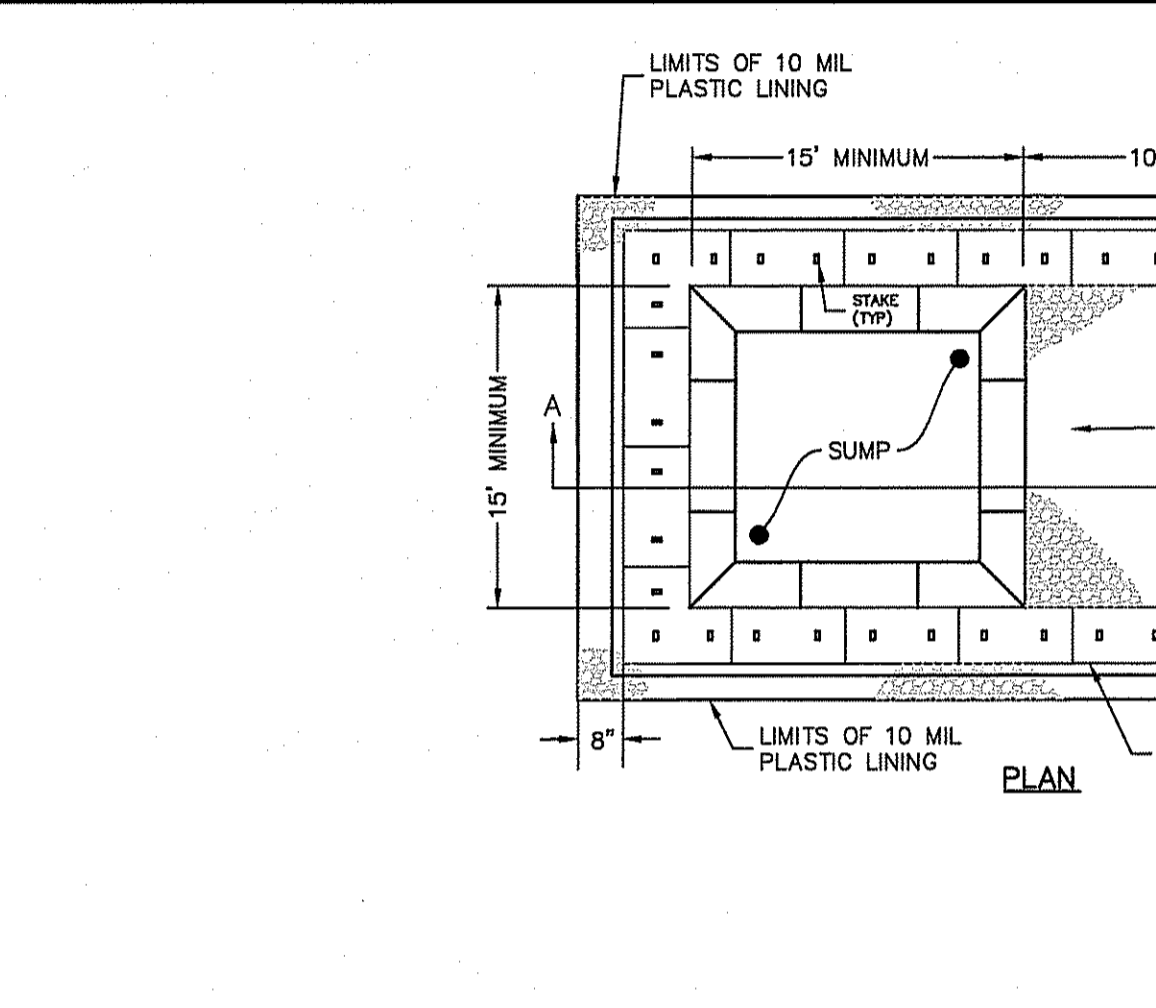 LIMITS OF 10 MIL
PLASTIC LINING
15' MINIMUM
10
STAKE
(TYP)
15' MINIMUM
A
SUMP
8"
LIMITS OF 10 MIL
PLASTIC LINING
PLAN